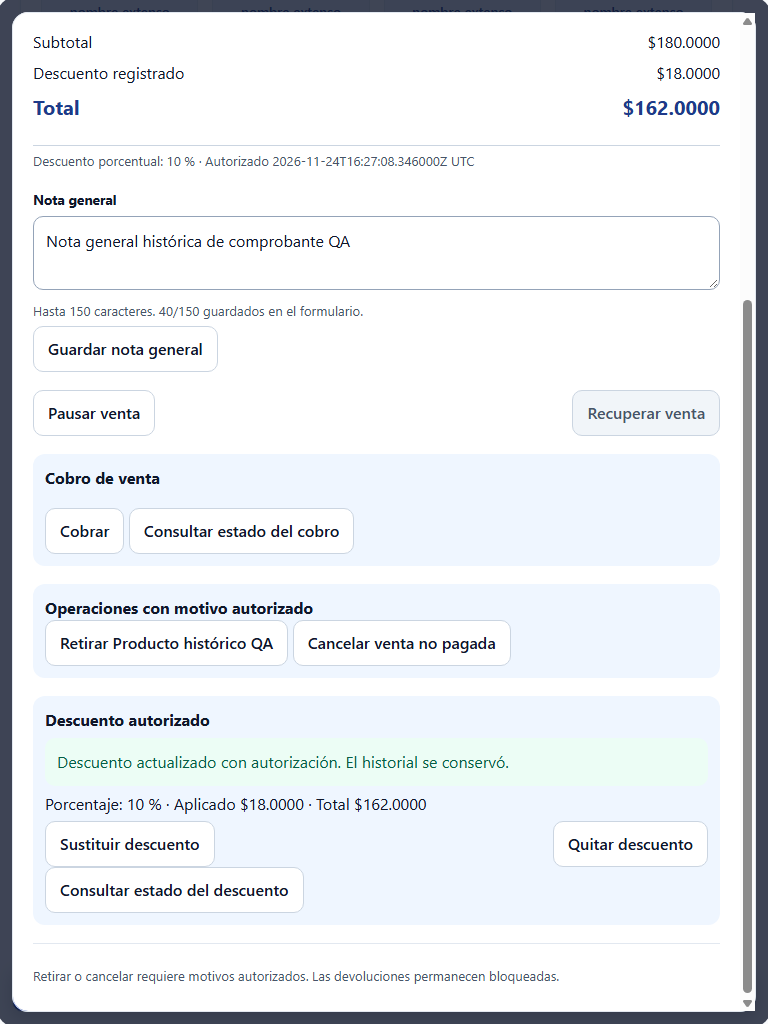 Subtotal $180.0000
Descuento registrado $18.0000
Total $162.0000
Descuento porcentual: 10 % · Autorizado 2026-11-24T16:27:08.346000Z UTC
Nota general
Nota general histórica de comprobante QA
Hasta 150 caracteres. 40/150 guardados en el formulario.
Guardar nota general
Pausar venta Recuperar venta
Cobro de venta
Cobrar Consultar estado del cobro
Operaciones con motivo autorizado
Retirar Producto histórico QA Cancelar venta no pagada
Descuento autorizado
Descuento actualizado con autorización. El historial se conservó.
Porcentaje: 10 % · Aplicado $18.0000 · Total $162.0000
Sustituir descuento Quitar descuento
Consultar estado del descuento
Retirar o cancelar requiere motivos autorizados. Las devoluciones permanecen bloqueadas.